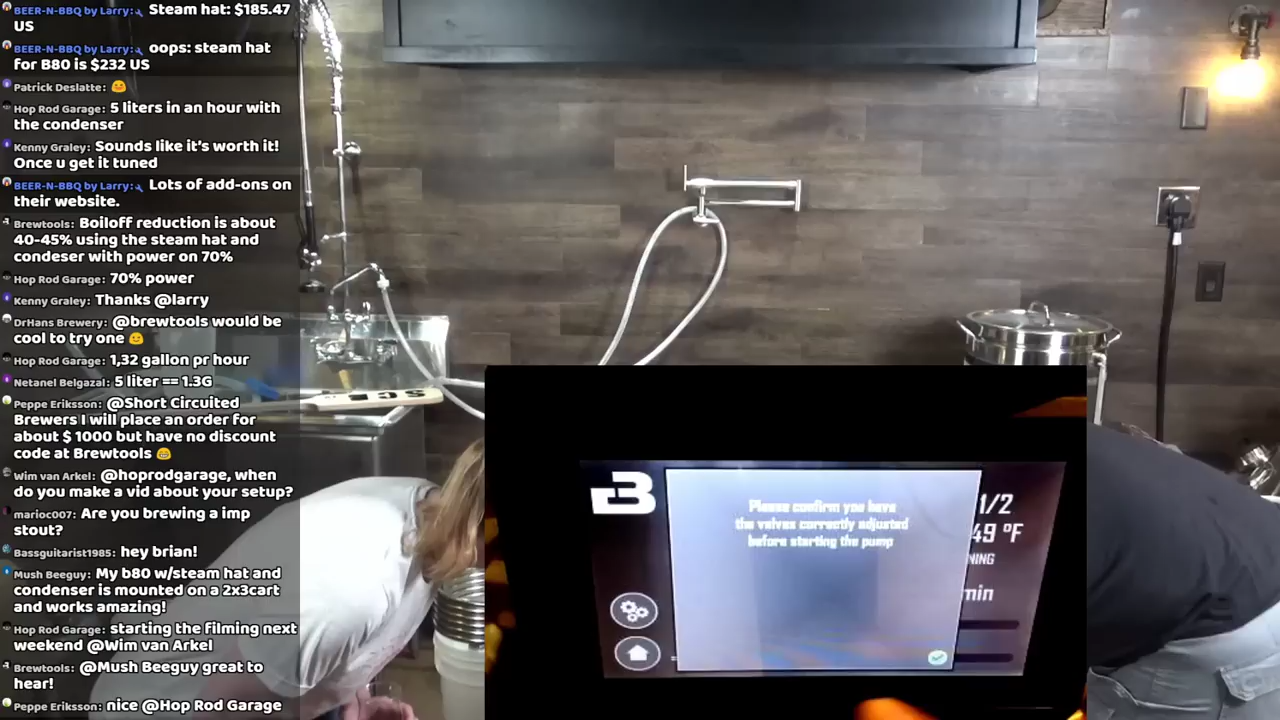 BEER-N-BBQ by Larry: Steam hat: $185.47
US
BEER-N-BBQ by Larry: oops: steam hat
for B80 is $232 US
Patrick Deslatte: 😊
Hop Rod Garage: 5 liters in an hour with
the condenser
Kenny Graley: Sounds like it's worth it!
Once u get it tuned
BEER-N-BBQ by Larry: Lots of add-ons on
their website.
Brewtools: Boiloff reduction is about
40-45% using the steam hat and
condeser with power on 70%
Hop Rod Garage: 70% power
Kenny Graley: Thanks @larry
DrHans Brewery: @brewtools would be
cool to try one 😊
Hop Rod Garage: 1,32 gallon pr hour
Netanel Belgazal: 5 liter == 1.3G
Peppe Eriksson: @Short Circuited
Brewers I will place an order for
about $ 1000 but have no discount
code at Brewtools 😁
Wim van Arkel: @hoprodgarage, when
do you make a vid about your setup?
marioc007: Are you brewing a imp
stout?
Bassguitarist1985: hey brian!
Mush Beeguy: My b80 w/steam hat and
condenser is mounted on a 2x3cart
and works amazing!
Hop Rod Garage: starting the filming next
weekend @Wim van Arkel
Brewtools: @Mush Beeguy great to
hear!
Peppe Eriksson: nice @Hop Rod Garage
SCB
B
Please confirm you have
the valves correctly adjusted
before starting the pump
1/2
49 °F
NING
min